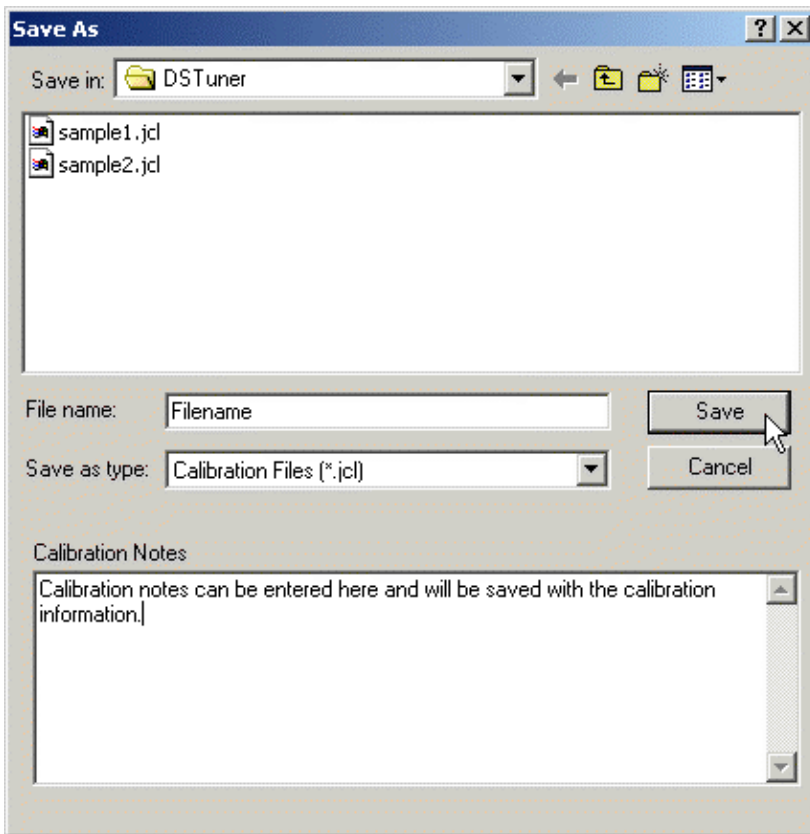 Save As
Save in: DSTuner
sample1.jcl
sample2.jcl
File name: Filename Save
Save as type: Calibration Files (*.jcl) Cancel
Calibration Notes
Calibration notes can be entered here and will be saved with the calibration
information.